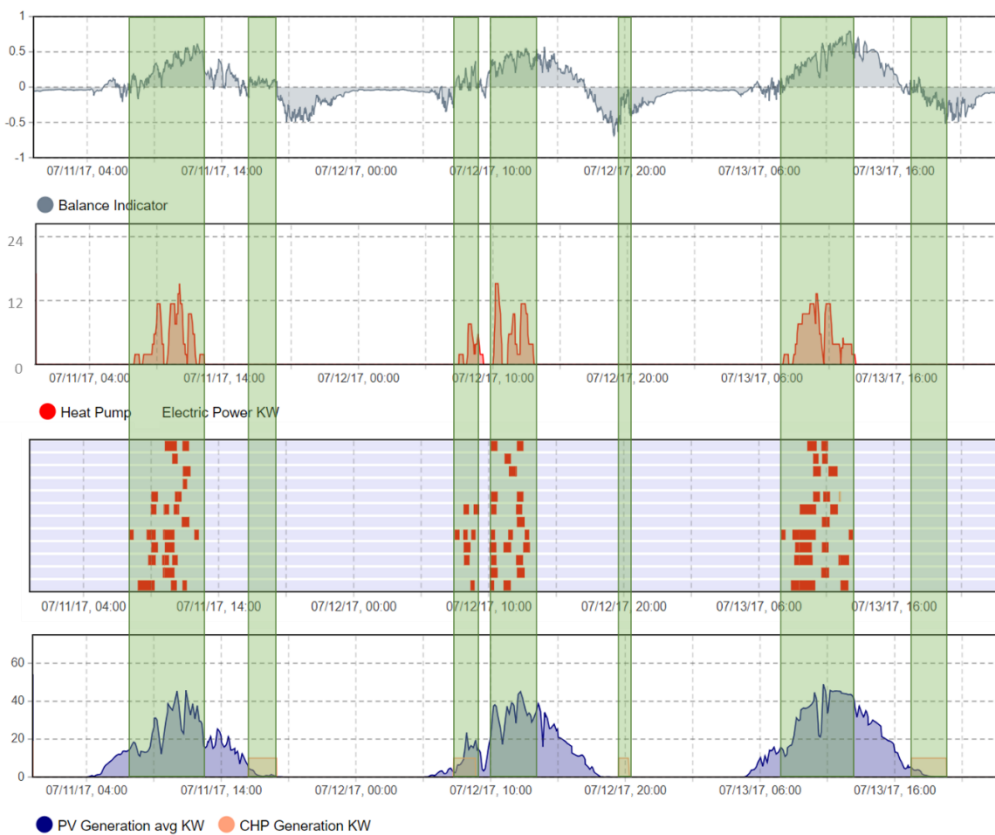 1
0.5
0
-0.5
-1
07/11/17, 04:00 07/11/17, 14:00 07/12/17, 00:00 07/12/17, 10:00 07/12/17, 20:00 07/13/17, 06:00 07/13/17, 16:00
Balance Indicator
24
12
0
07/11/17, 04:00 07/11/17, 14:00 07/12/17, 00:00 07/12/17, 10:00 07/12/17, 20:00 07/13/17, 06:00 07/13/17, 16:00
Heat Pump Electric Power KW
07/11/17, 04:00 07/11/17, 14:00 07/12/17, 00:00 07/12/17, 10:00 07/12/17, 20:00 07/13/17, 06:00 07/13/17, 16:00
60
40
20
0
07/11/17, 04:00 07/11/17, 14:00 07/12/17, 00:00 07/12/17, 10:00 07/12/17, 20:00 07/13/17, 06:00 07/13/17, 16:00
PV Generation avg KW CHP Generation KW